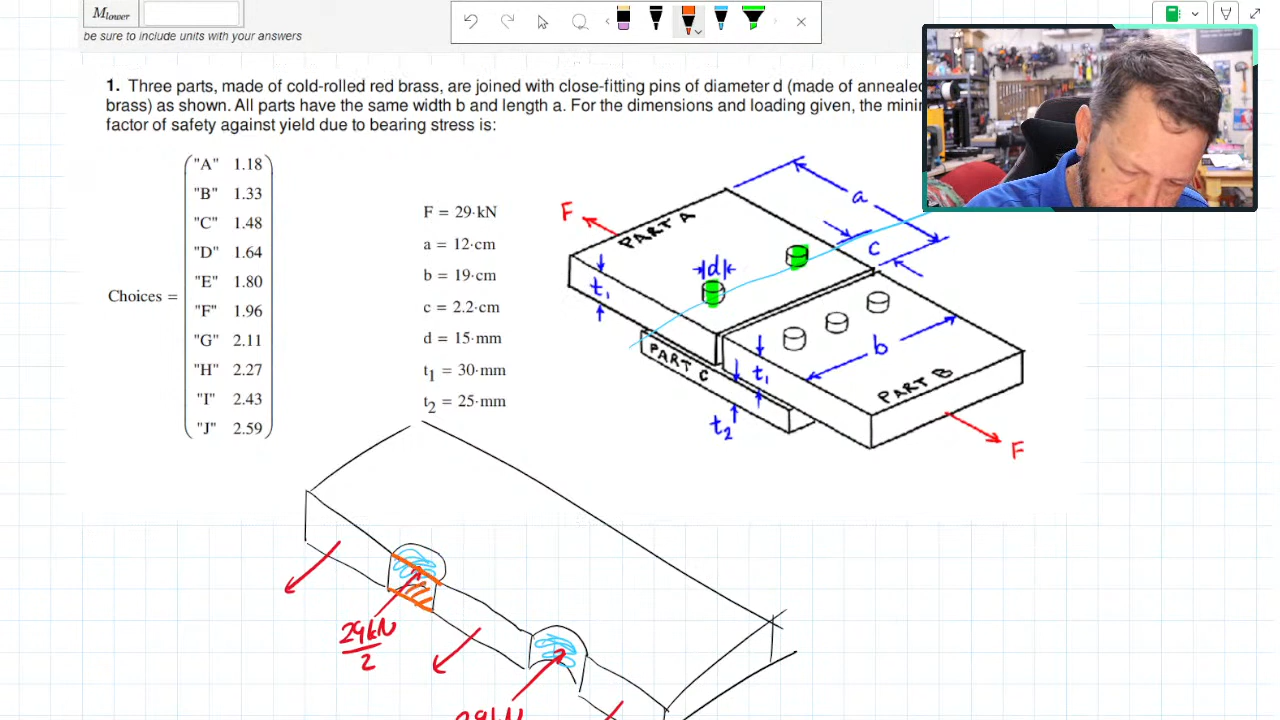 M_lower
be sure to include units with your answers
1. Three parts, made of cold-rolled red brass, are joined with close-fitting pins of diameter d (made of annealed
brass) as shown. All parts have the same width b and length a. For the dimensions and loading given, the
factor of safety against yield due to bearing stress is:
Choices =
"A" 1.18
"B" 1.33
"C" 1.48
"D" 1.64
"E" 1.80
"F" 1.96
"G" 2.11
"H" 2.27
"I" 2.43
"J" 2.59
F = 29·kN
a = 12·cm
b = 19·cm
c = 2.2·cm
d = 15·mm
t1 = 30·mm
t2 = 25·mm
F
PART A
a
c
d
t1
PART C
t1
b
PART B
t2
F
29kN
2
29kN